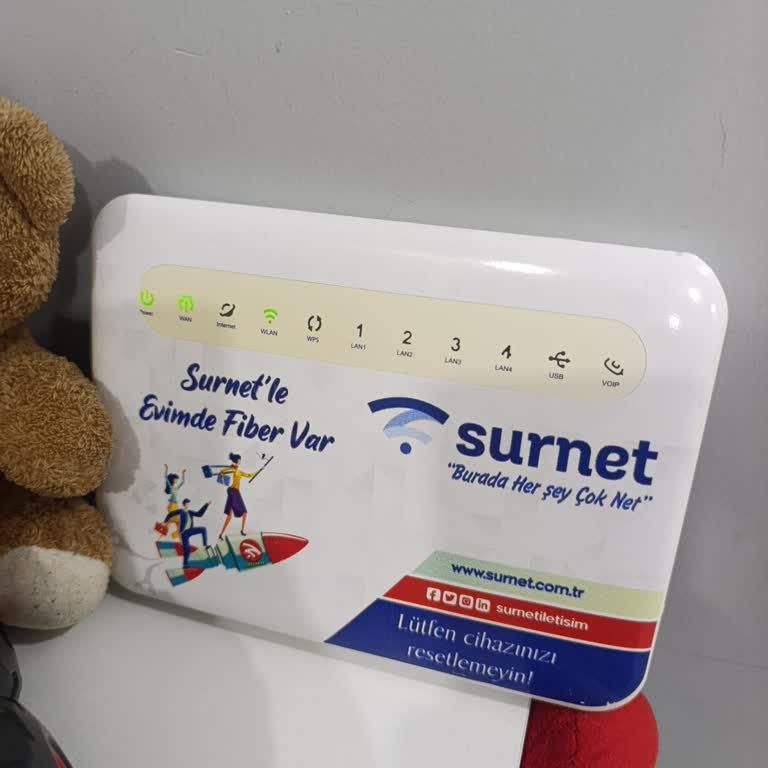 Power
WAN
Internet
WLAN
WPS
1
LAN1
2
LAN2
3
LAN3
4
LAN4
USB
VOIP
Surnet'le
Evimde Fiber Var
surnet
"Burada Her şey Çok Net"
www.surnet.com.tr
surnetiletisim
Lütfen cihazınızı
resetlemeyin!